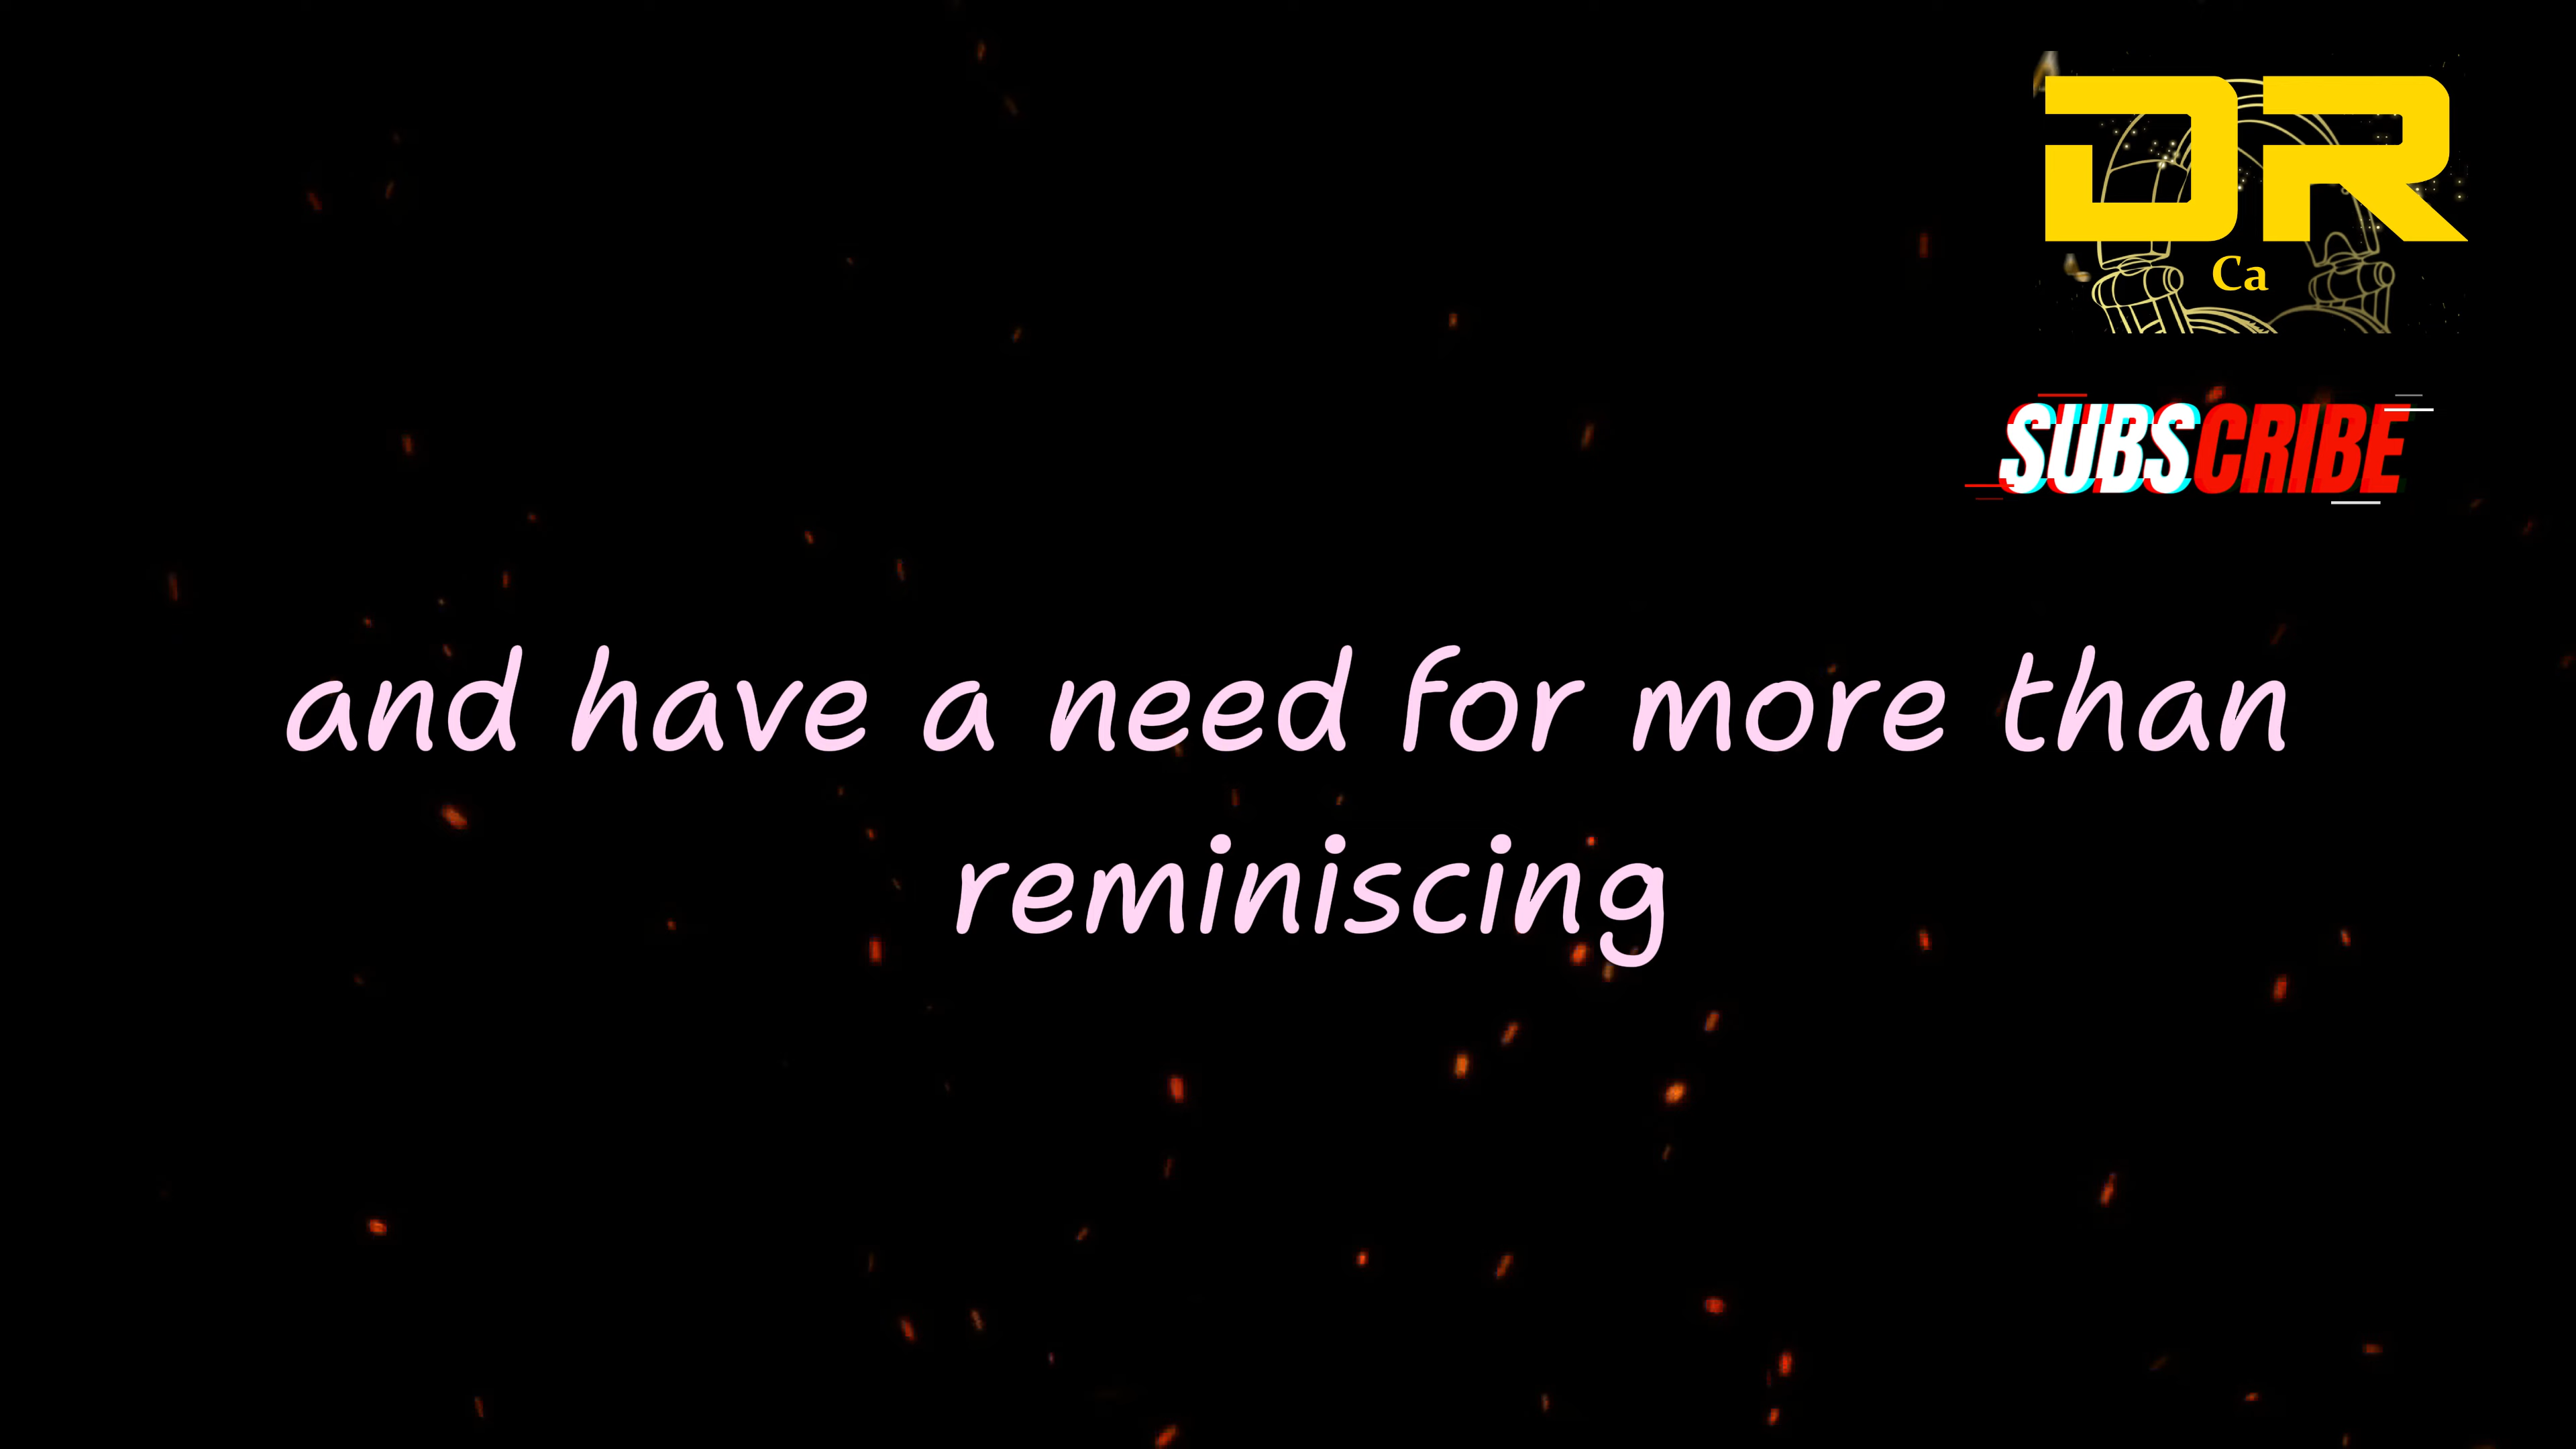 DR
Ca
SUBSCRIBE
and have a need for more than
reminiscing